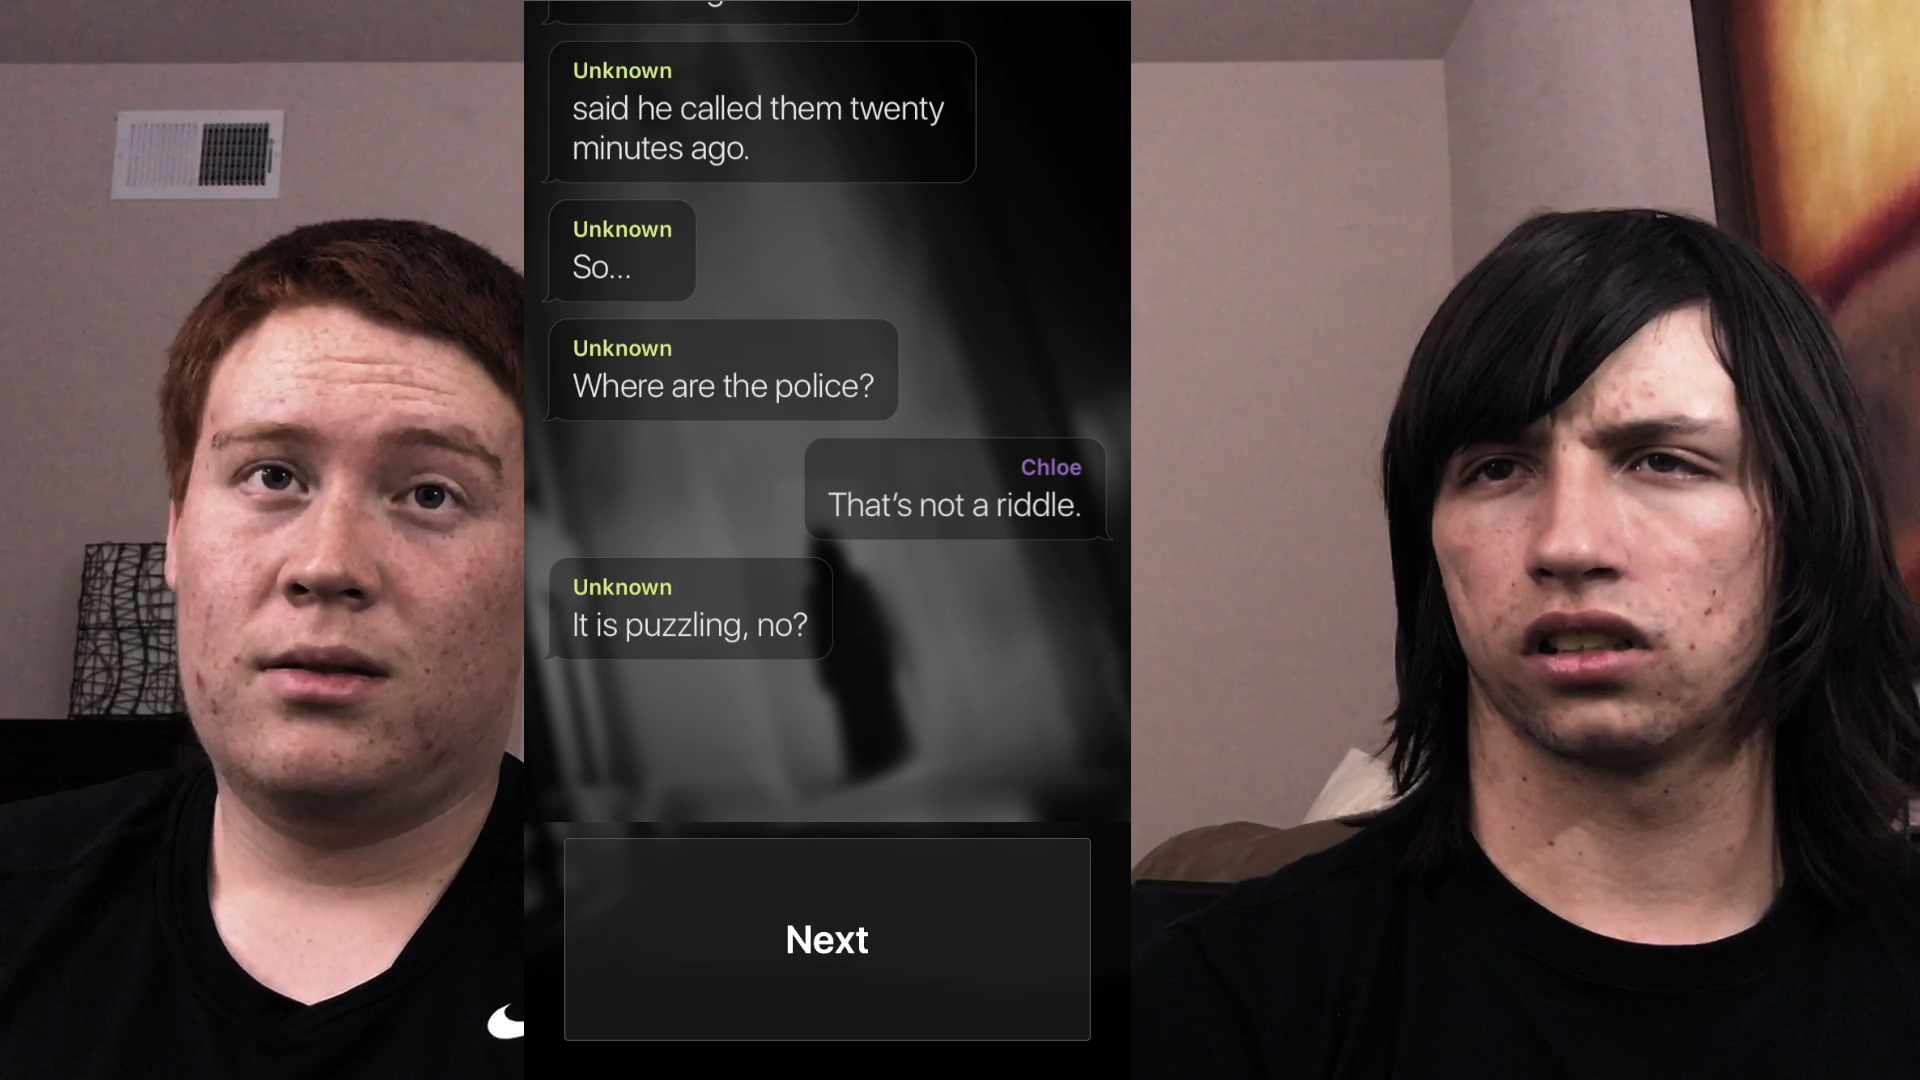 Unknown
said he called them twenty
minutes ago.
Unknown
So...
Unknown
Where are the police?
Chloe
That's not a riddle.
Unknown
It is puzzling, no?
Next